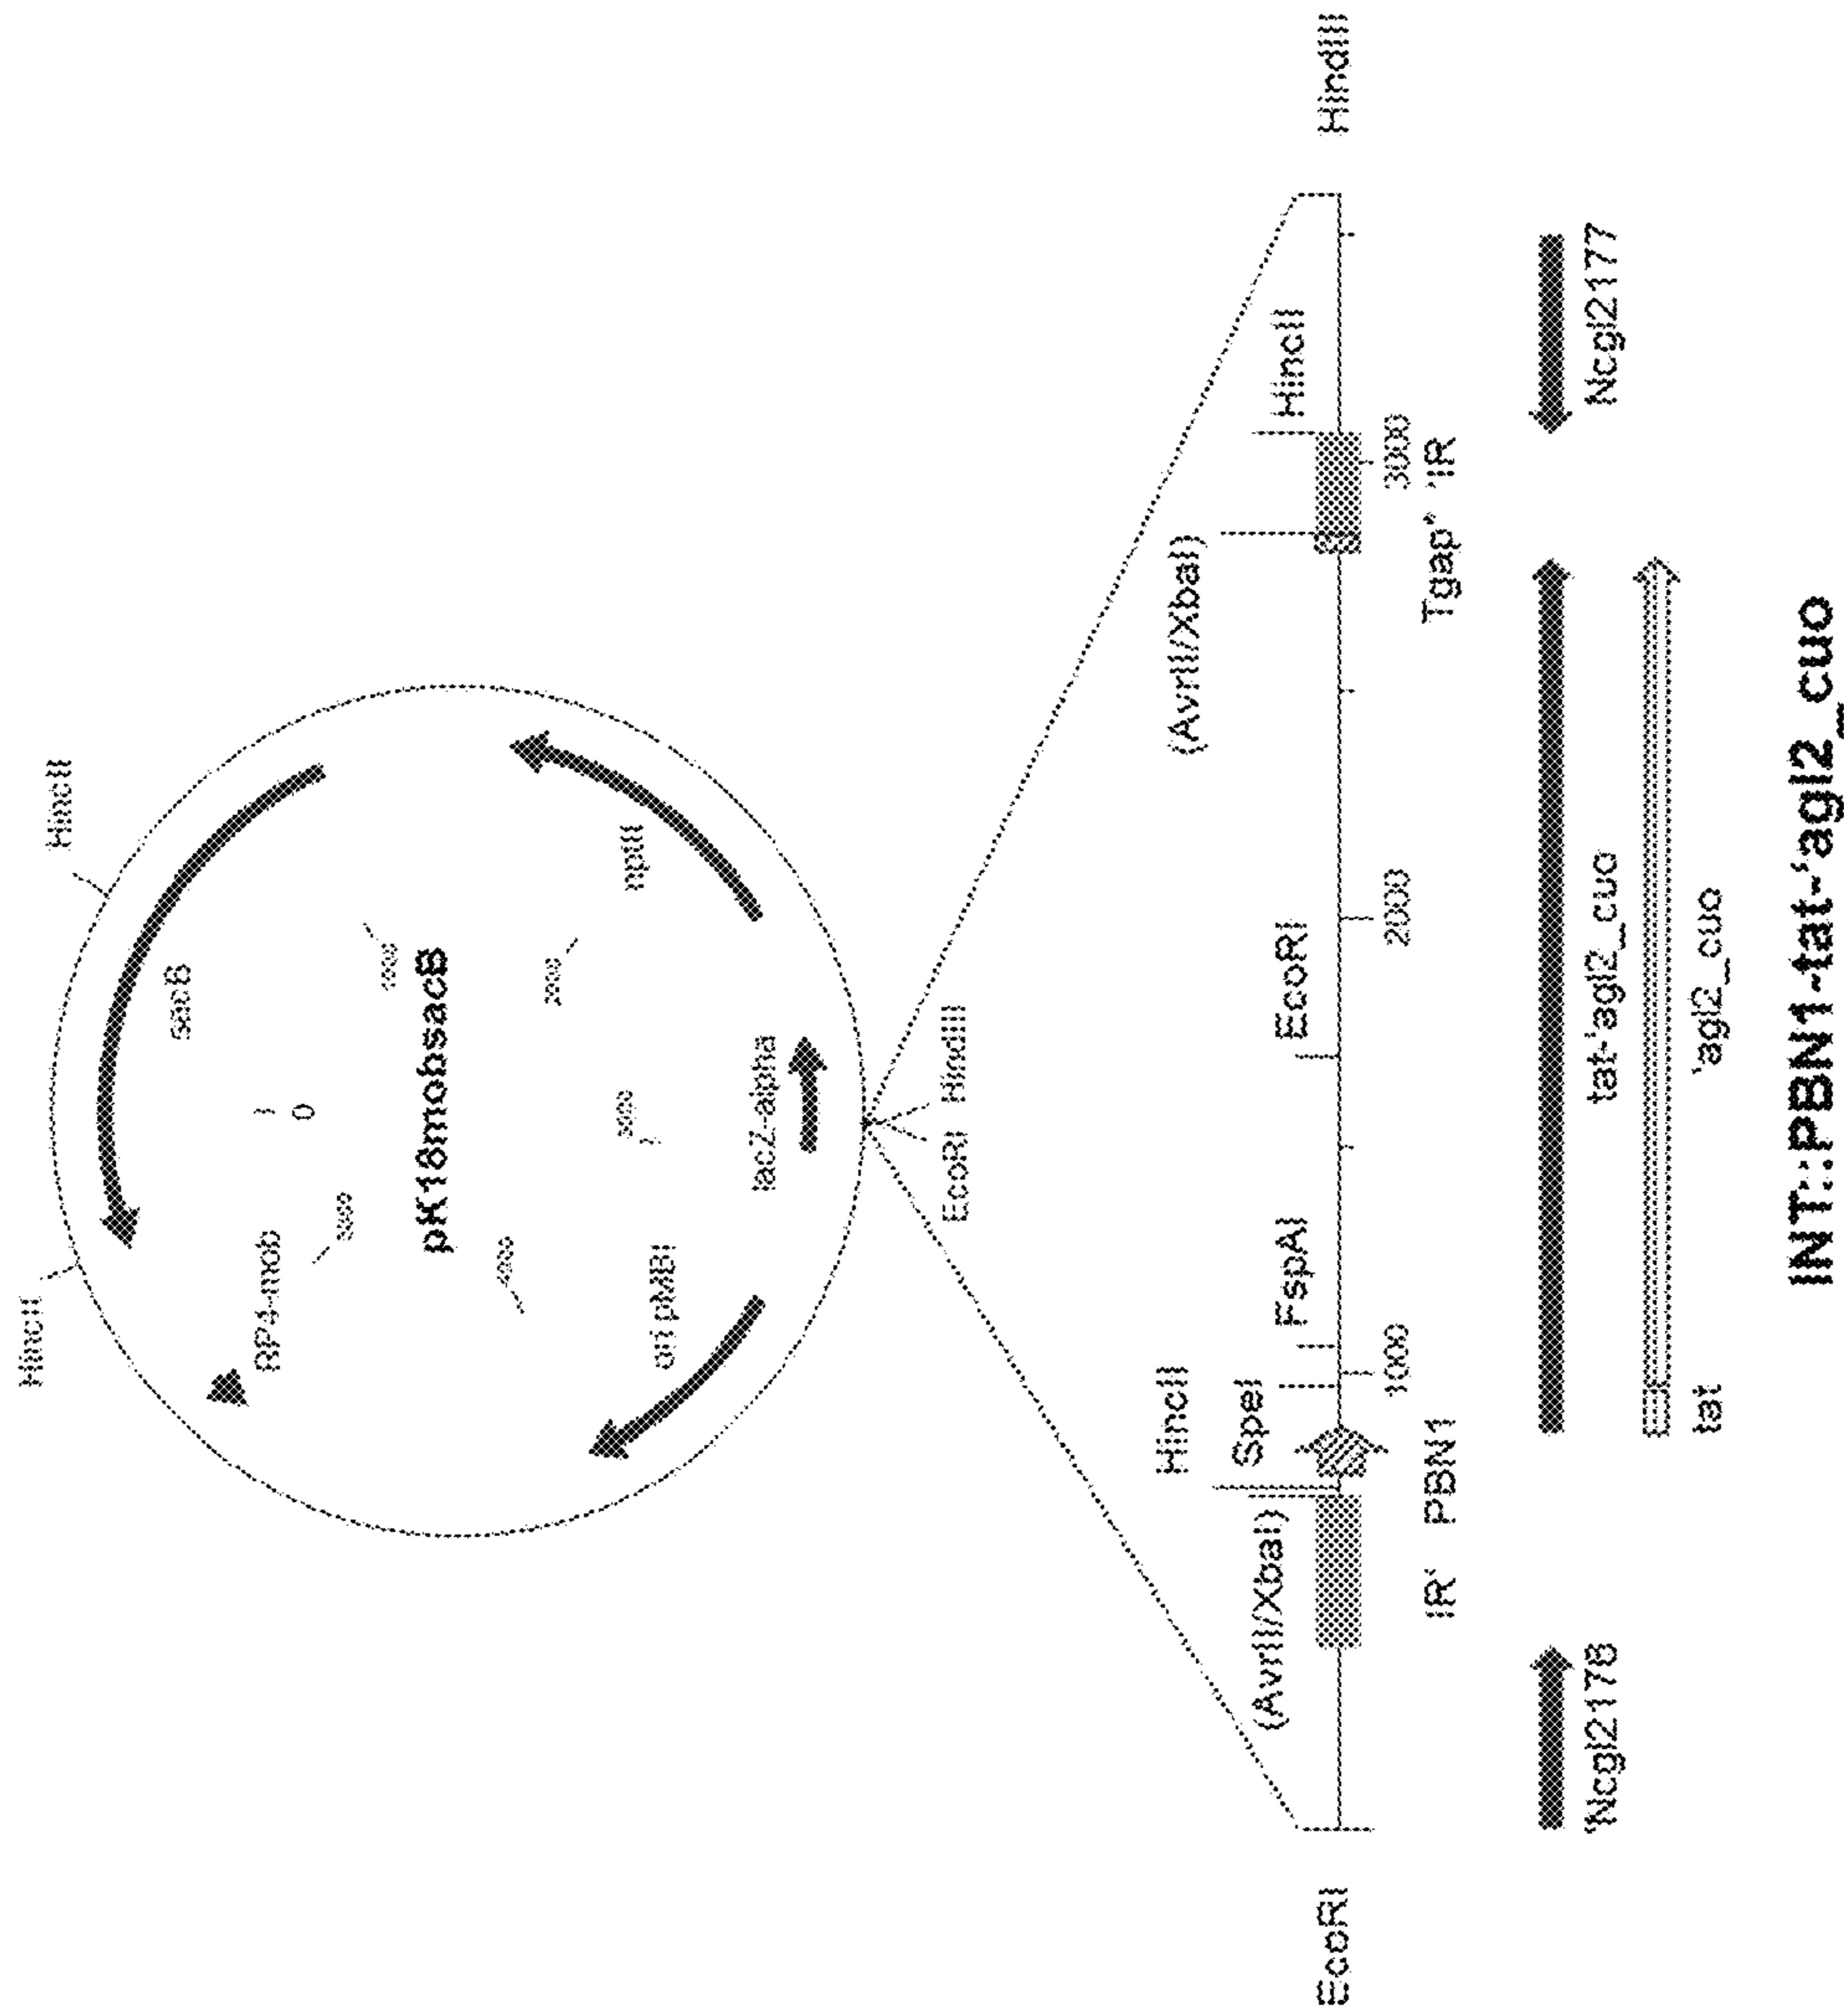 HincII
HincII
sacB
RP4-mob
0
pK18mobsacB
nptII
ori pMB1
lacZ-alpha
EcoRI
HindIII
HincII
(AvrII/XbaI)
SpeI
FspAI
EcoRI
(AvrII/XbaI)
HincII
EcoRI
HindIII
1000
2000
3000
IR'
PBN1
Tgap*
'IR
'Ncgl2178
tat-'agl2_cuo
Ncgl2177
tat
'agl2_cuo
INT::PBN1-tat-'agl2_cuo